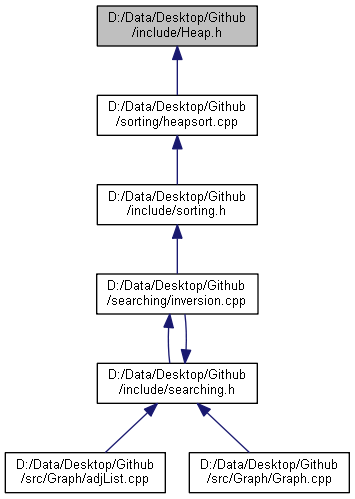 D:/Data/Desktop/Github
/include/Heap.h
D:/Data/Desktop/Github
/sorting/heapsort.cpp
D:/Data/Desktop/Github
/include/sorting.h
D:/Data/Desktop/Github
/searching/inversion.cpp
D:/Data/Desktop/Github
/include/searching.h
D:/Data/Desktop/Github
/src/Graph/adjList.cpp
D:/Data/Desktop/Github
/src/Graph/Graph.cpp